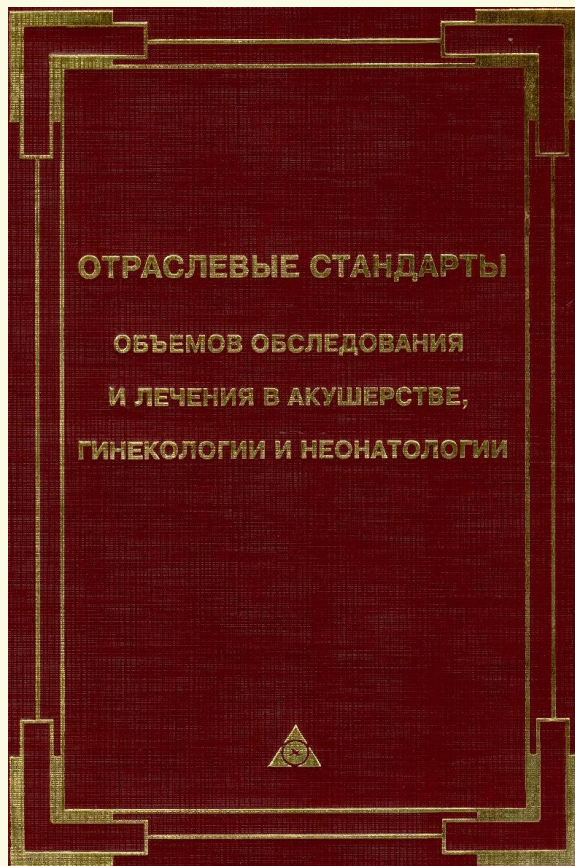 ОТРАСЛЕВЫЕ СТАНДАРТЫ
ОБЪЕМОВ ОБСЛЕДОВАНИЯ
И ЛЕЧЕНИЯ В АКУШЕРСТВЕ,
ГИНЕКОЛОГИИ И НЕОНАТОЛОГИИ